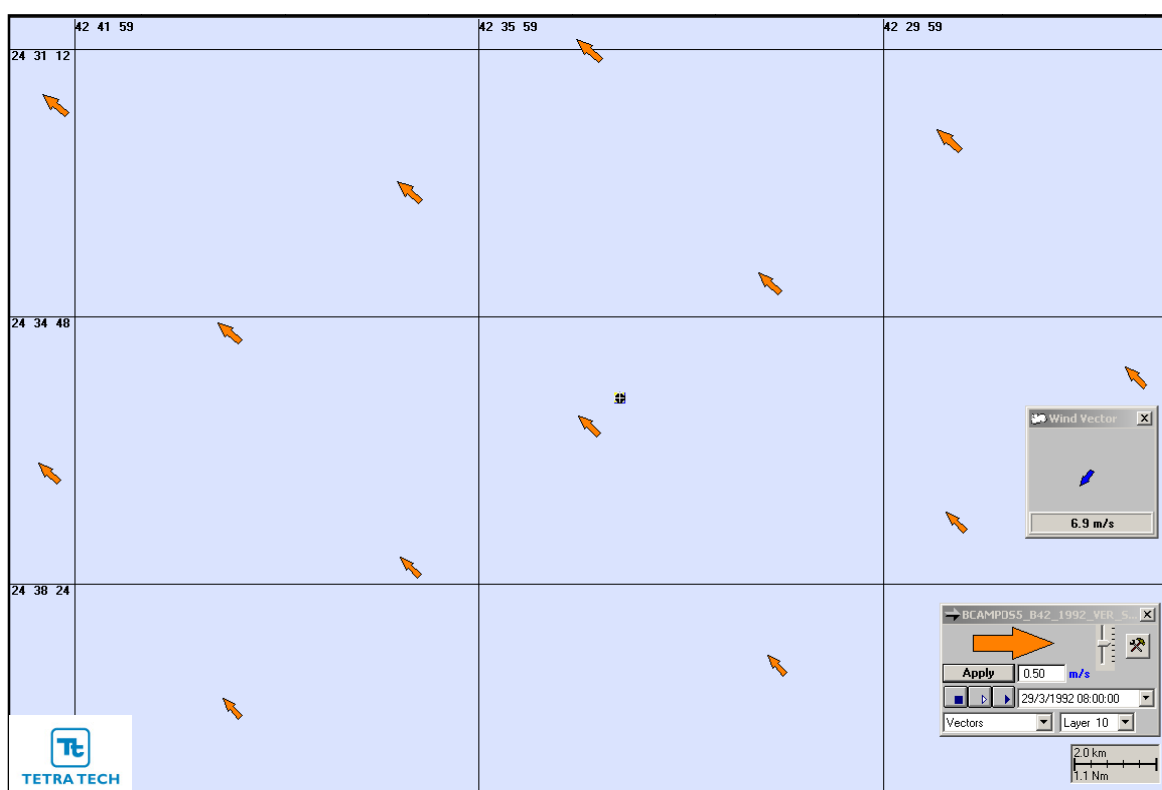 42 41 59
42 35 59
42 29 59
24 31 12
24 34 48
24 38 24
Wind Vector
6.9 m/s
BCAMPOS5_B42_1992_VER_S...
Apply
0.50
m/s
29/3/1992 08:00:00
Vectors
Layer 10
2.0 km
1.1 Nm
Tt
TETRA TECH